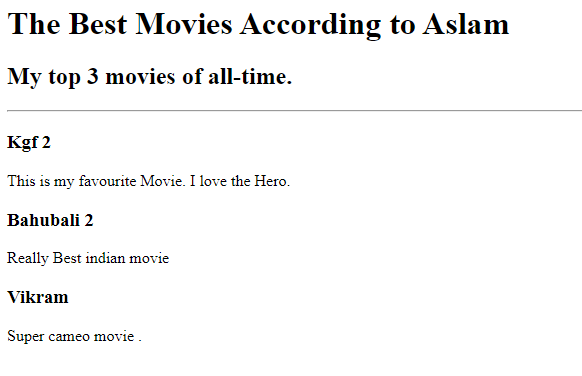 The Best Movies According to Aslam
My top 3 movies of all-time.
Kgf 2
This is my favourite Movie. I love the Hero.
Bahubali 2
Really Best indian movie
Vikram
Super cameo movie .